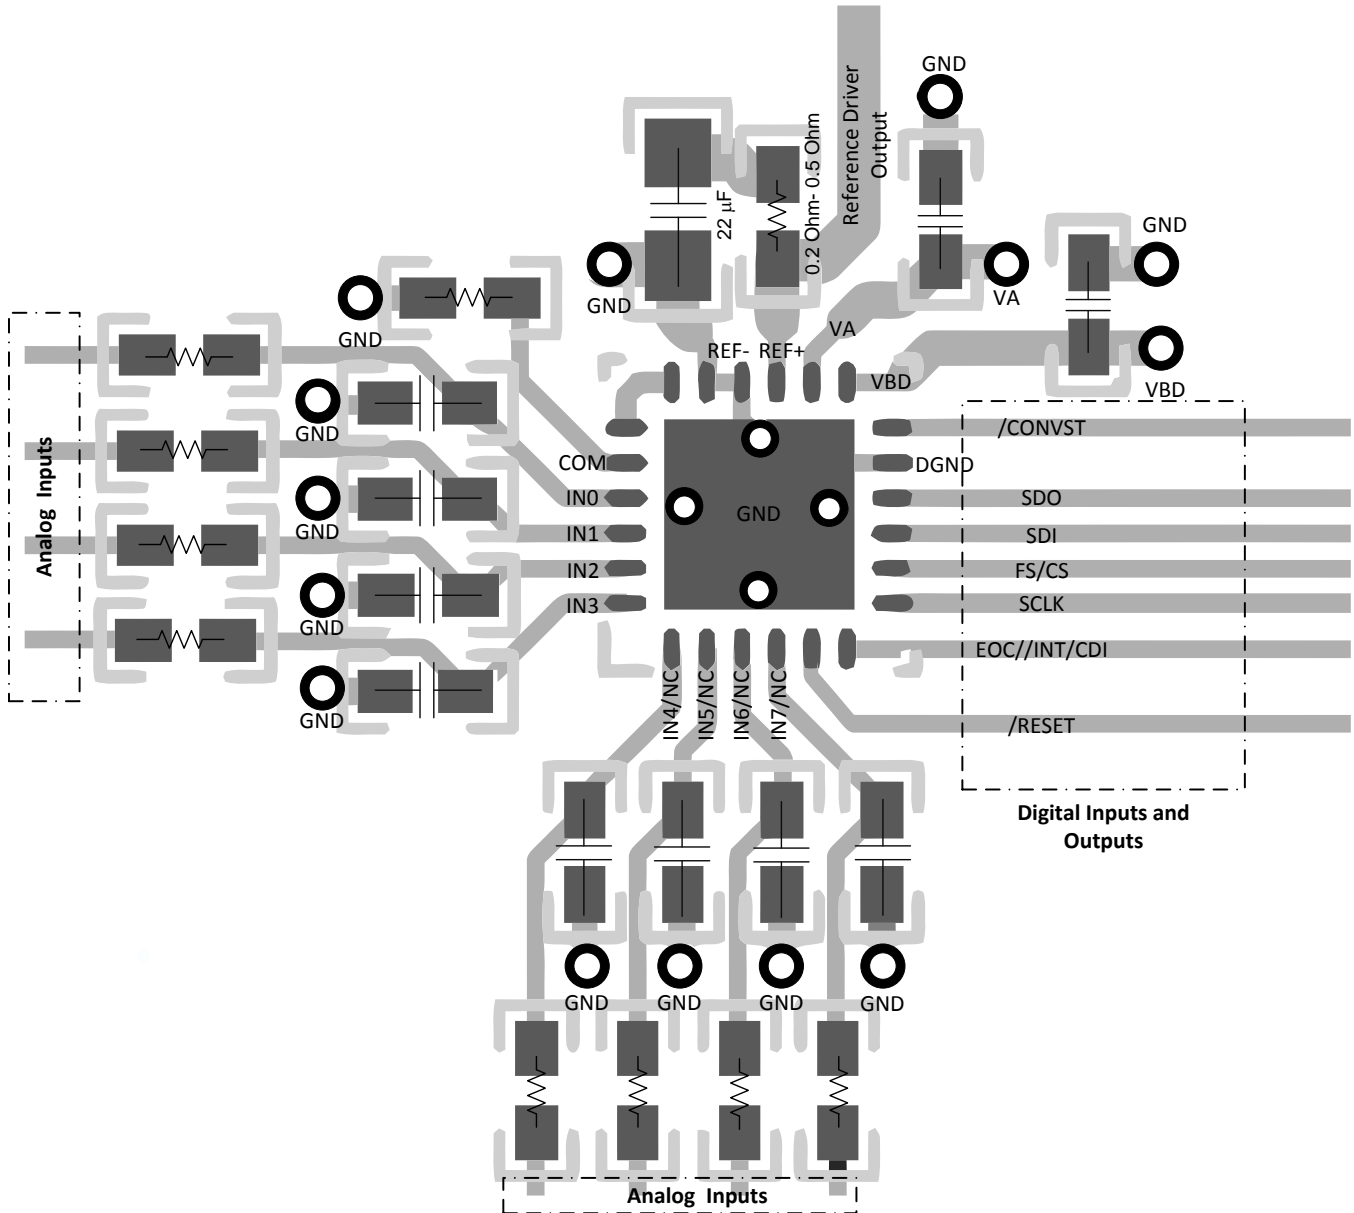 GND
Reference Driver
Output
0.2 Ohm- 0.5 Ohm
22 µF
GND
GND
VA
GND
VBD
GND
VA
REF- REF+
VBD
Analog Inputs
GND
GND
GND
GND
COM
IN0
IN1
IN2
IN3
GND
/CONVST
DGND
SDO
SDI
FS/CS
SCLK
EOC//INT/CDI
/RESET
Digital Inputs and
Outputs
IN4/NC
IN5/NC
IN6/NC
IN7/NC
GND
GND
GND
GND
Analog Inputs